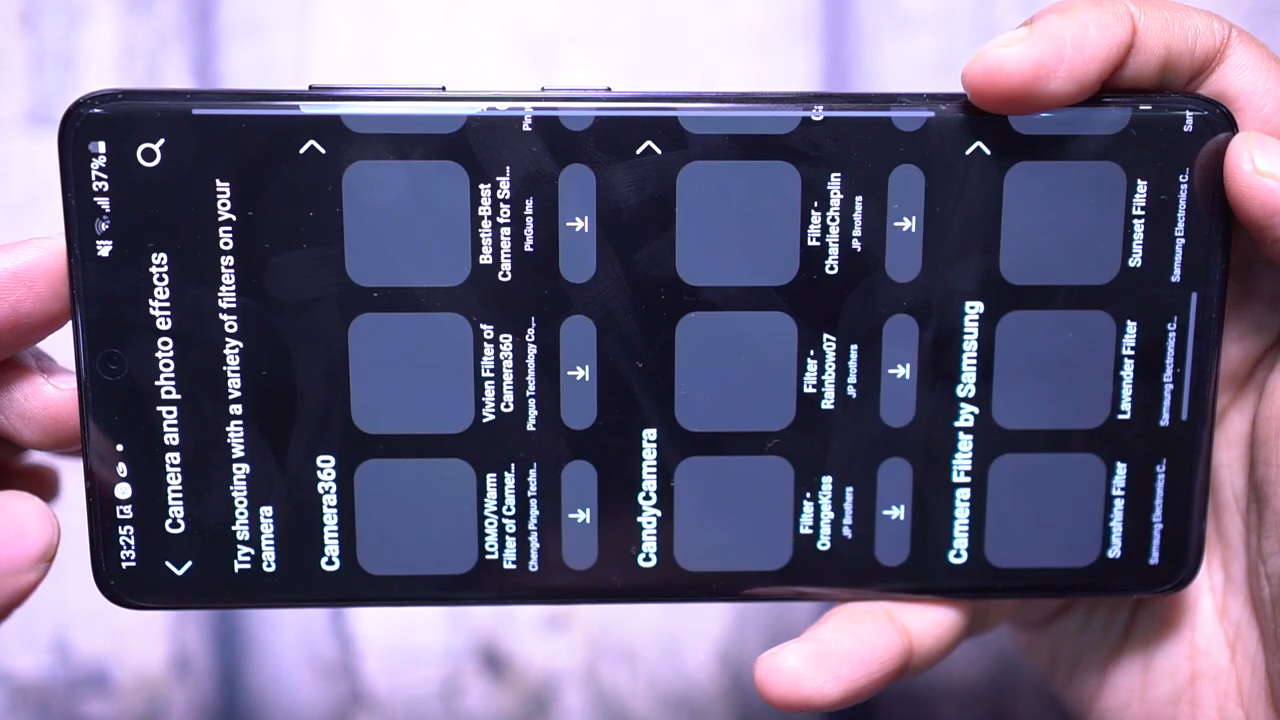 13:25
37%
Camera and photo effects
Try shooting with a variety of filters on your
camera
Camera360
LOMO/Warm
Filter of Camer...
Chengdu Pinguo Techn...
Vivien Filter of
Camera360
Pinguo Technology Co.,...
Bestie-Best
Camera for Sel...
PinGuo Inc.
Pin
CandyCamera
Filter -
OrangeKiss
JP Brothers
Filter -
Rainbow07
JP Brothers
Filter -
CharlieChaplin
JP Brothers
Camera Filter by Samsung
Sunshine Filter
Samsung Electronics C...
Lavender Filter
Samsung Electronics C...
Sunset Filter
Samsung Electronics C...
Sam